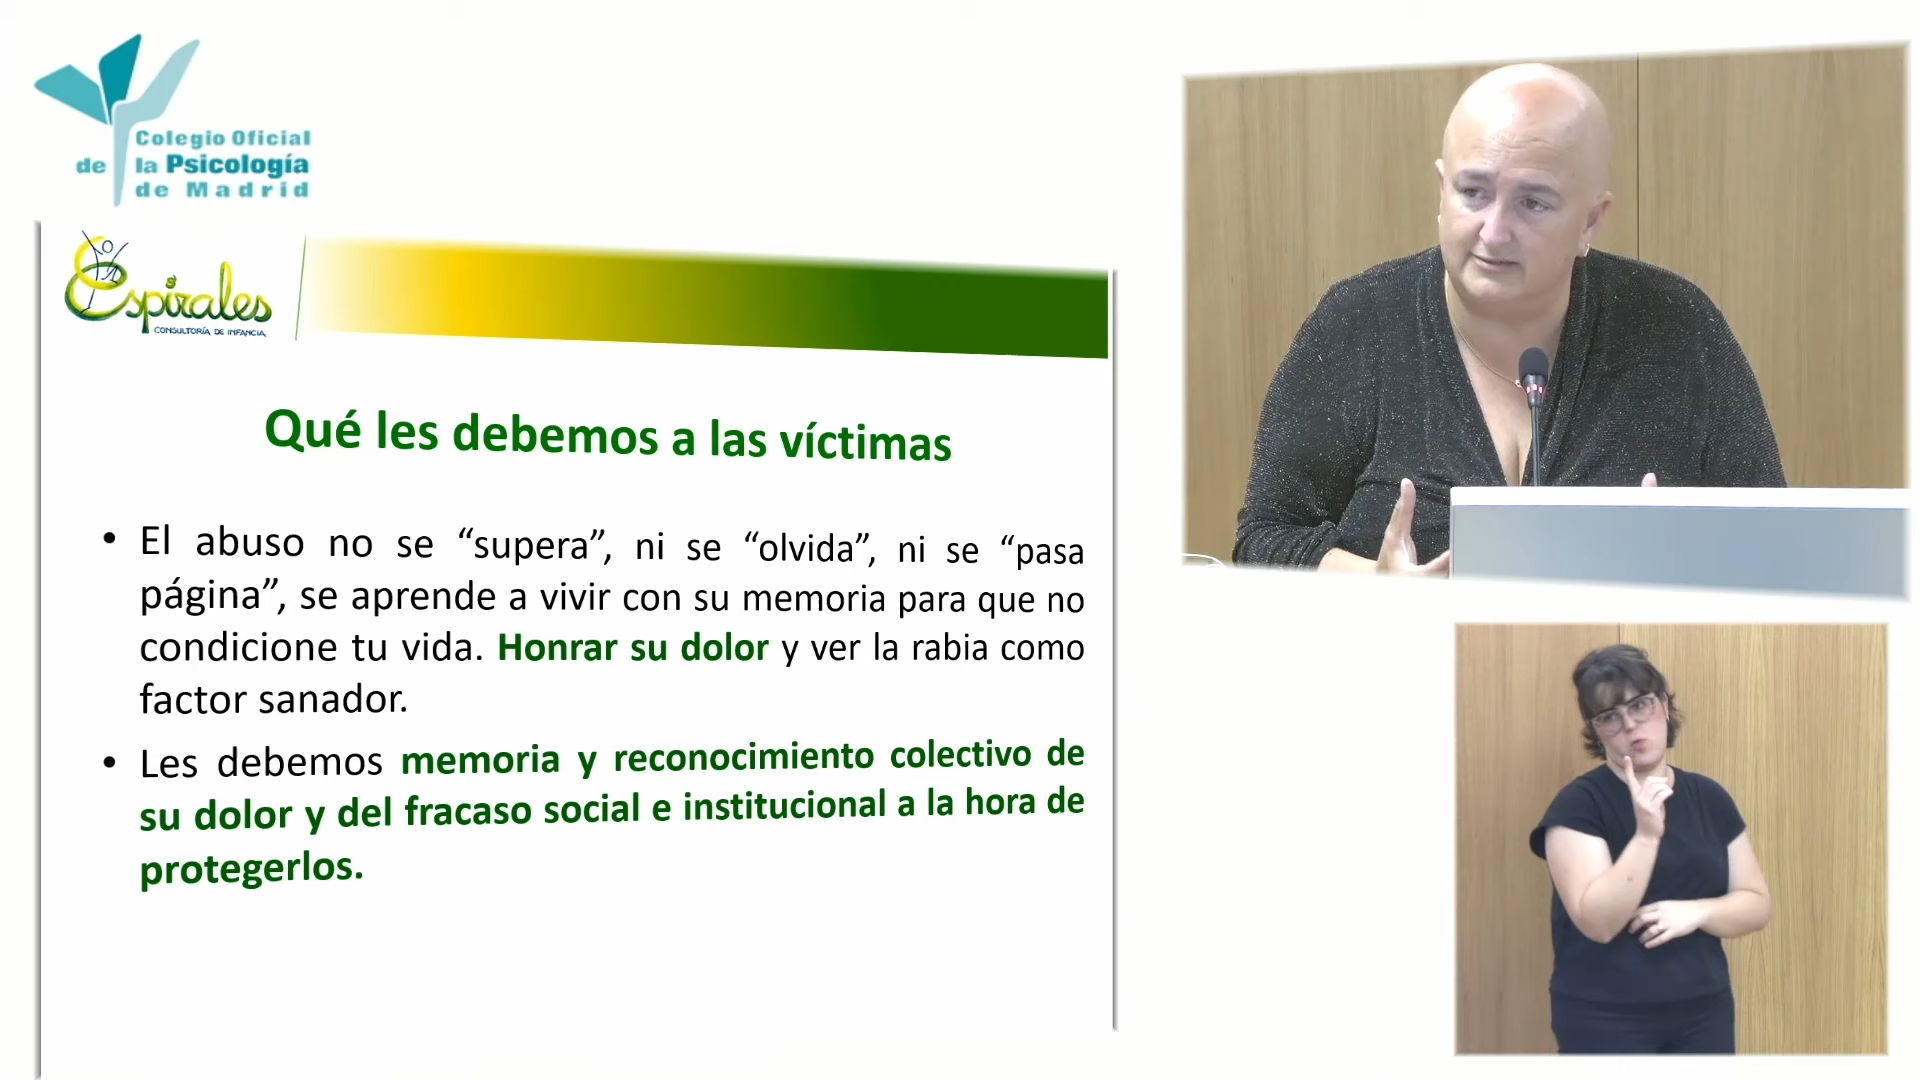 Colegio Oficial
de la Psicología
de Madrid
Espirales
CONSULTORÍA DE INFANCIA
Qué les debemos a las víctimas
• El abuso no se “supera”, ni se “olvida”, ni se “pasa
página”, se aprende a vivir con su memoria para que no
condicione tu vida. Honrar su dolor y ver la rabia como
factor sanador.
• Les debemos memoria y reconocimiento colectivo de
su dolor y del fracaso social e institucional a la hora de
protegerlos.